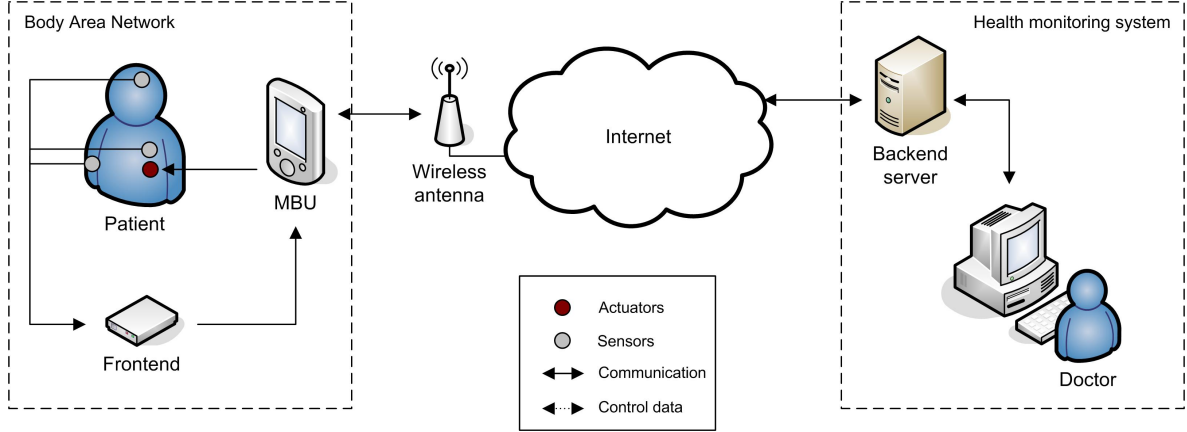 Body Area Network
Health monitoring system
Internet
Wireless
antenna
Backend
server
MBU
Patient
Frontend
Actuators
Sensors
Communication
Control data
Doctor